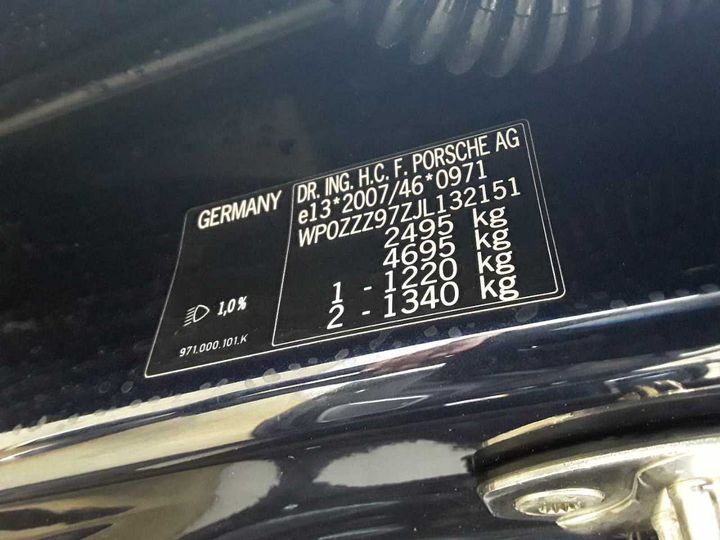 GERMANY
1,0%
971.000.101.K
DR. ING. H.C. F. PORSCHE AG
e13*2007/46*0971
WP0ZZZ97ZJL132151
2495 kg
4695 kg
1 - 1220 kg
2 - 1340 kg